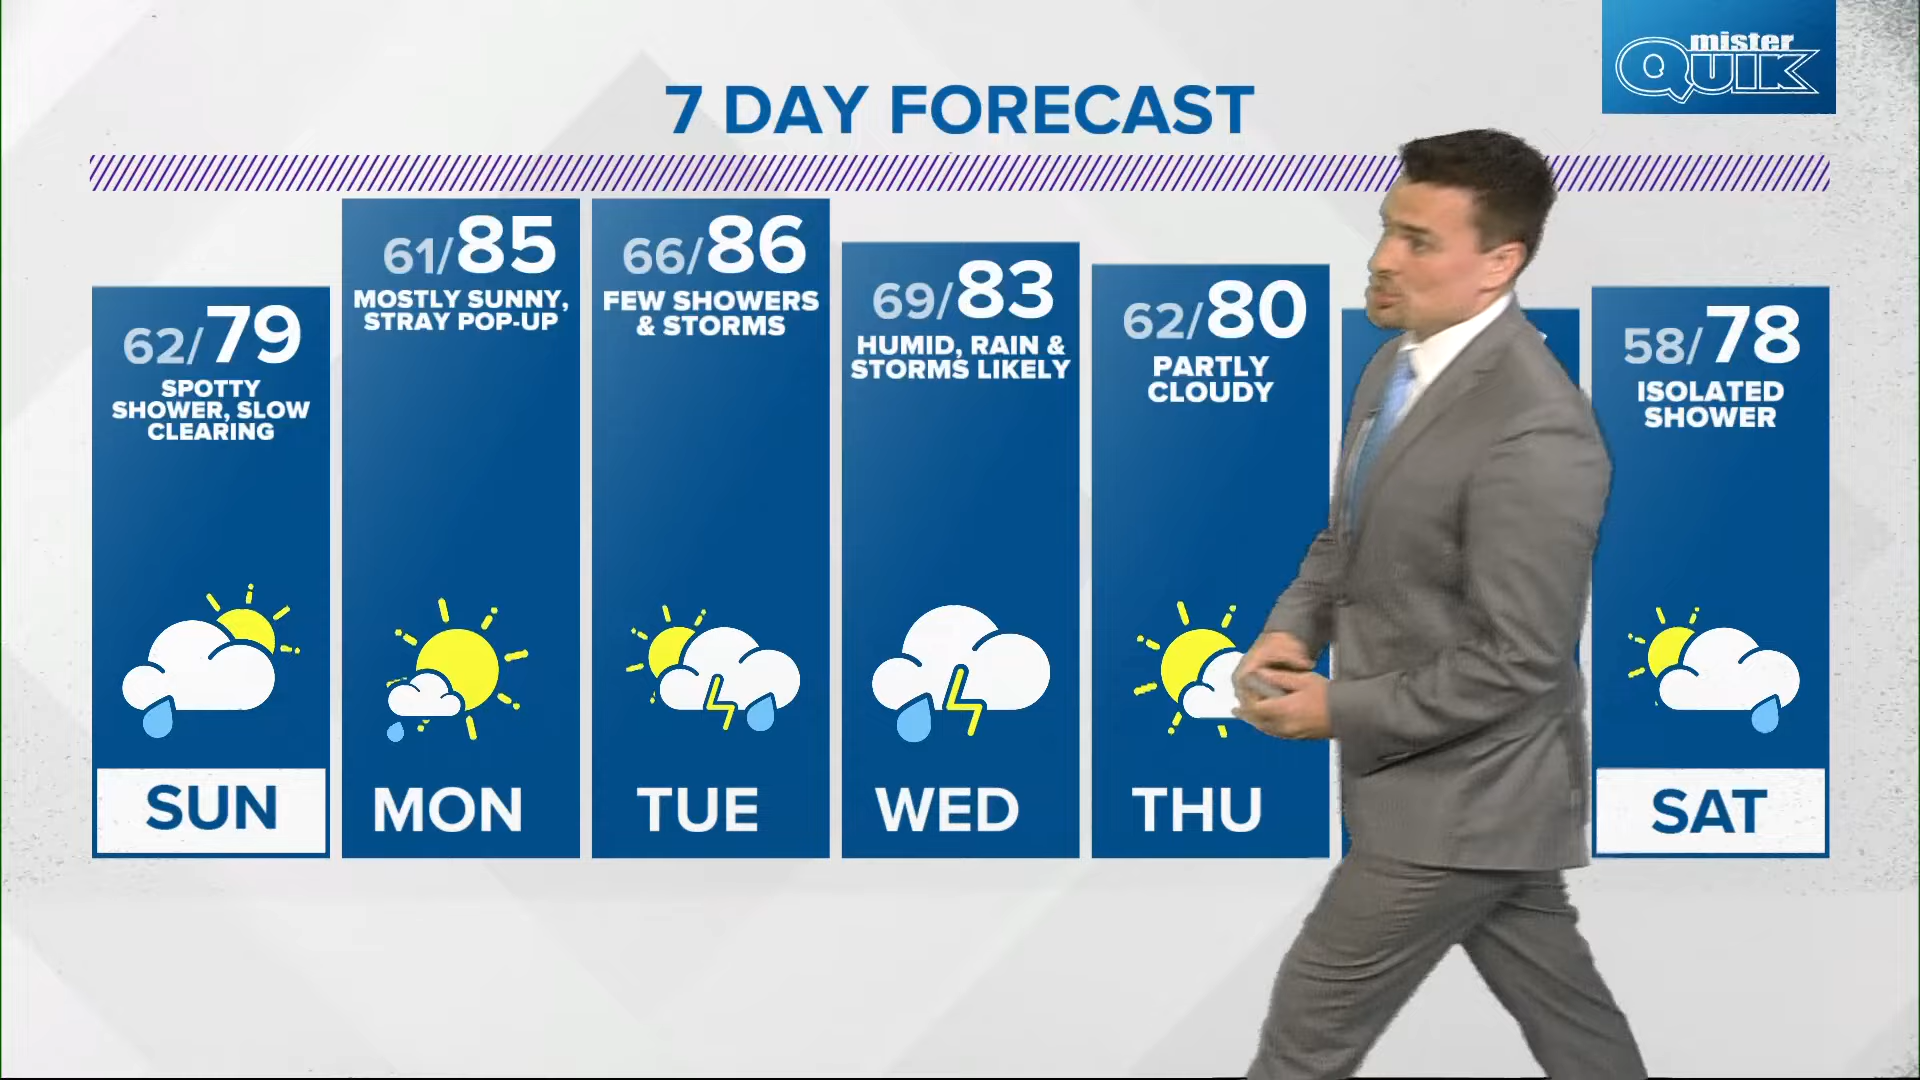 mister
QUIK
7 DAY FORECAST
62/79
SPOTTY
SHOWER, SLOW
CLEARING
SUN
61/85
MOSTLY SUNNY,
STRAY POP-UP
MON
66/86
FEW SHOWERS
& STORMS
TUE
69/83
HUMID, RAIN &
STORMS LIKELY
WED
62/80
PARTLY
CLOUDY
THU
58/78
ISOLATED
SHOWER
SAT